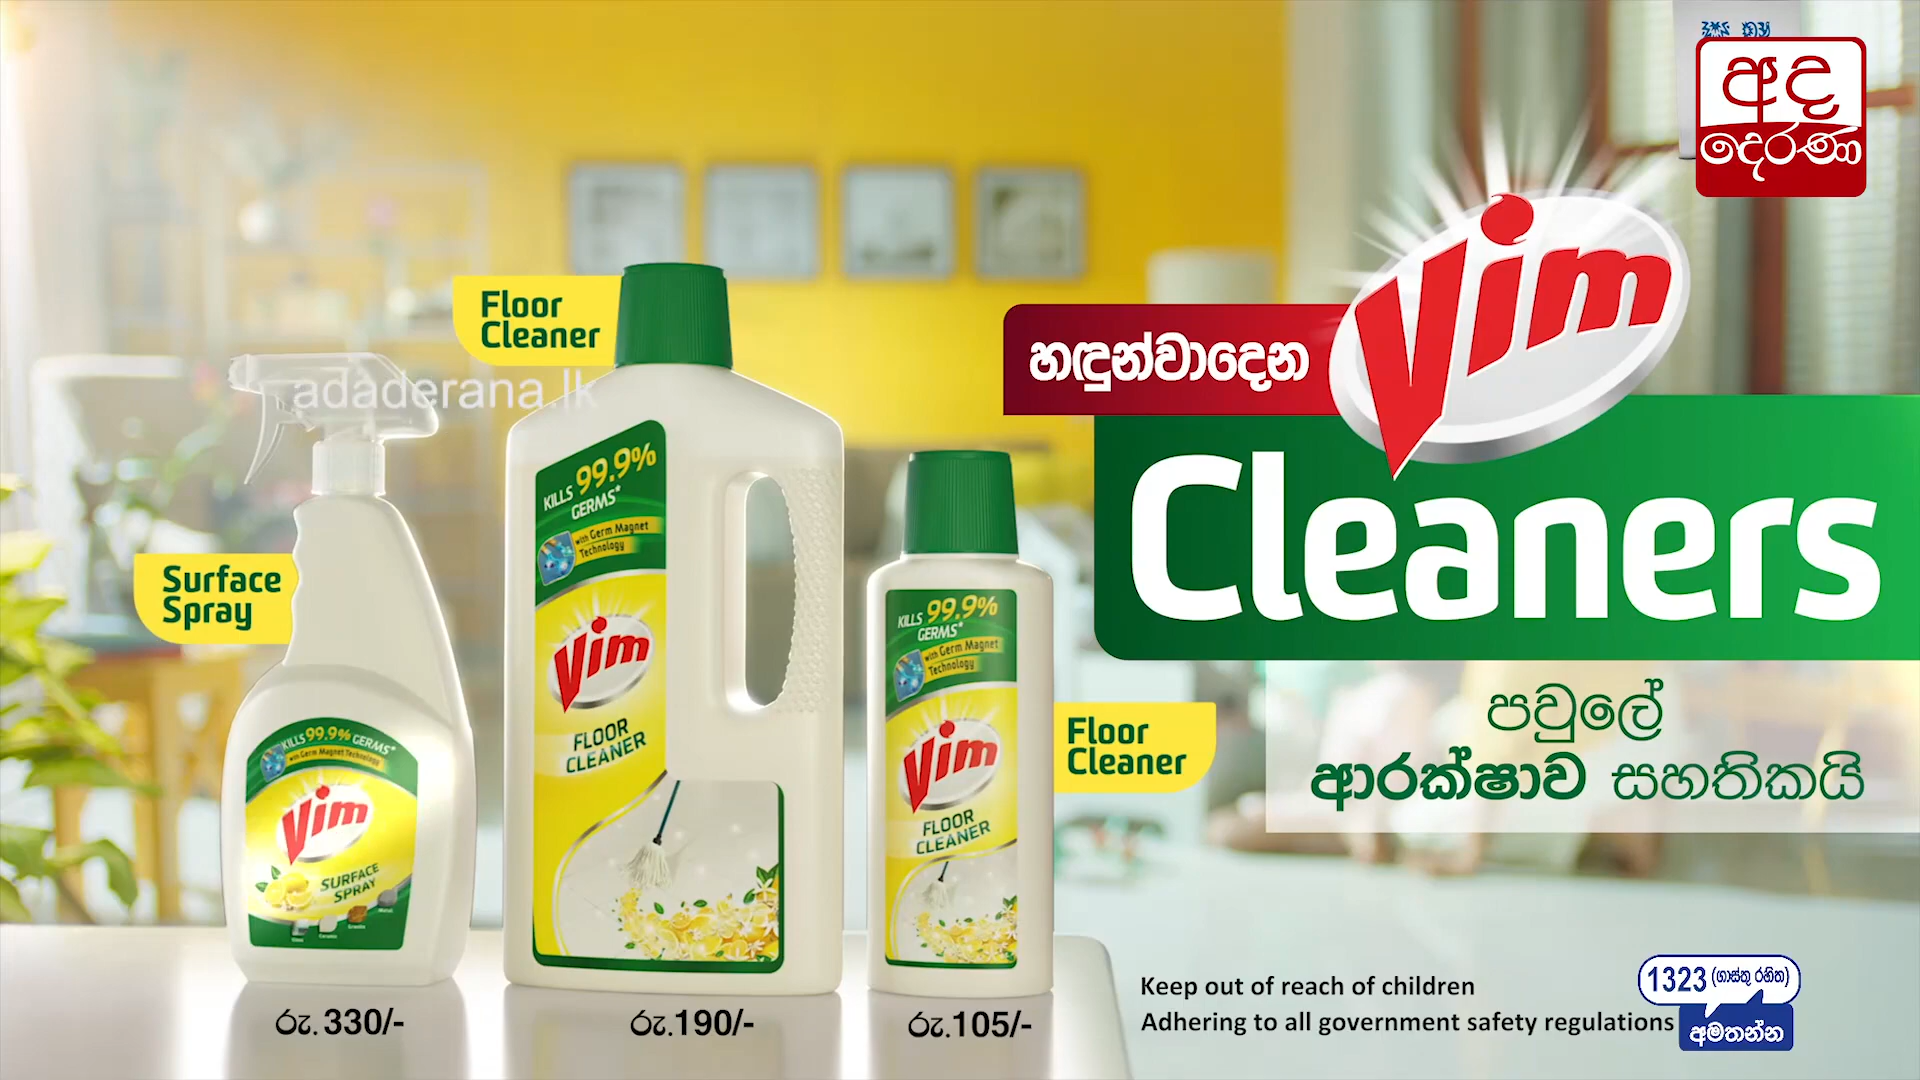 අද
දෙරණ
adaderana.lk
හඳුන්වාදෙන
Vim
Cleaners
පවුලේ
ආරක්ෂාව සහතිකයි
Floor
Cleaner
Surface
Spray
Floor
Cleaner
KILLS 99.9% GERMS*
with Germ Magnet Technology
Vim
SURFACE
SPRAY
KILLS 99.9%
GERMS*
with Germ Magnet
Technology
Vim
FLOOR
CLEANER
KILLS 99.9%
GERMS*
with Germ Magnet
Technology
Vim
FLOOR
CLEANER
රු. 330/-
රු.190/-
රු.105/-
Keep out of reach of children
Adhering to all government safety regulations
1323 (ගාස්තු රහිත)
අමතන්න